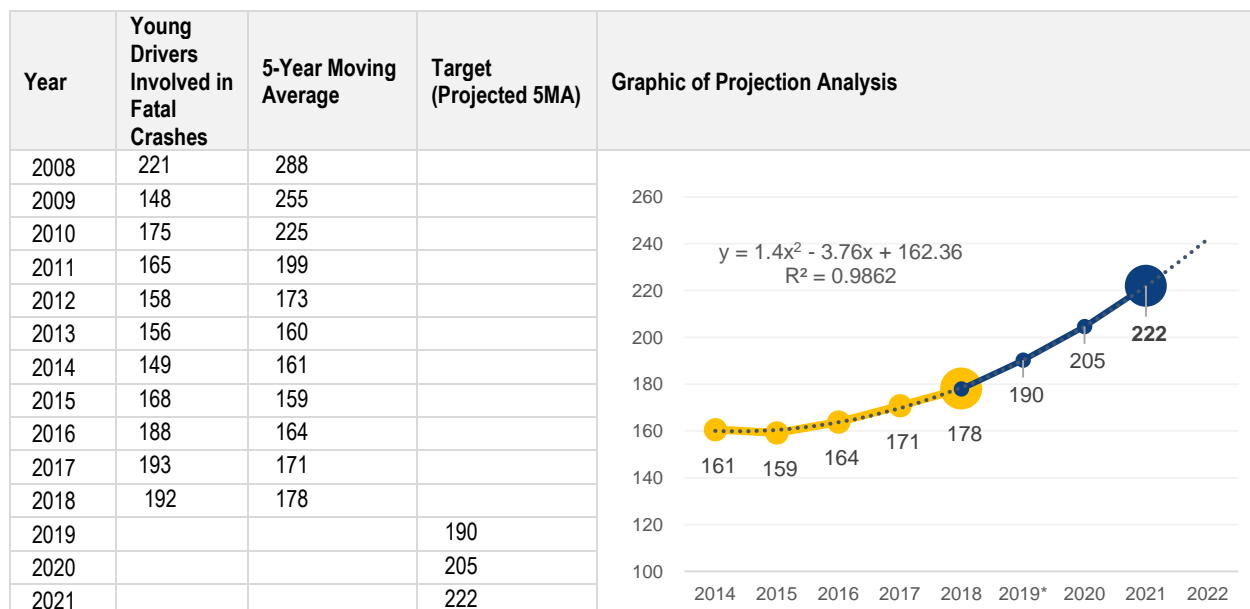 Year Young Drivers Involved in Fatal Crashes 5-Year Moving Average Target (Projected 5MA) Graphic of Projection Analysis
2008 221 288
2009 148 255
2010 175 225
2011 165 199
2012 158 173
2013 156 160
2014 149 161
2015 168 159
2016 188 164
2017 193 171
2018 192 178
2019 190
2020 205
2021 222
260
240
220
200
180
160
140
120
100
y = 1.4x² - 3.76x + 162.36
R² = 0.9862
161 159 164 171 178 190 205 222
2014 2015 2016 2017 2018 2019* 2020 2021 2022